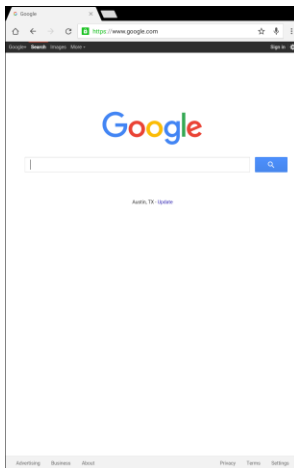 Google
https://www.google.com
Google+ Search Images More
Sign in
Google
Austin, TX - Update
Advertising Business About Privacy Terms Settings